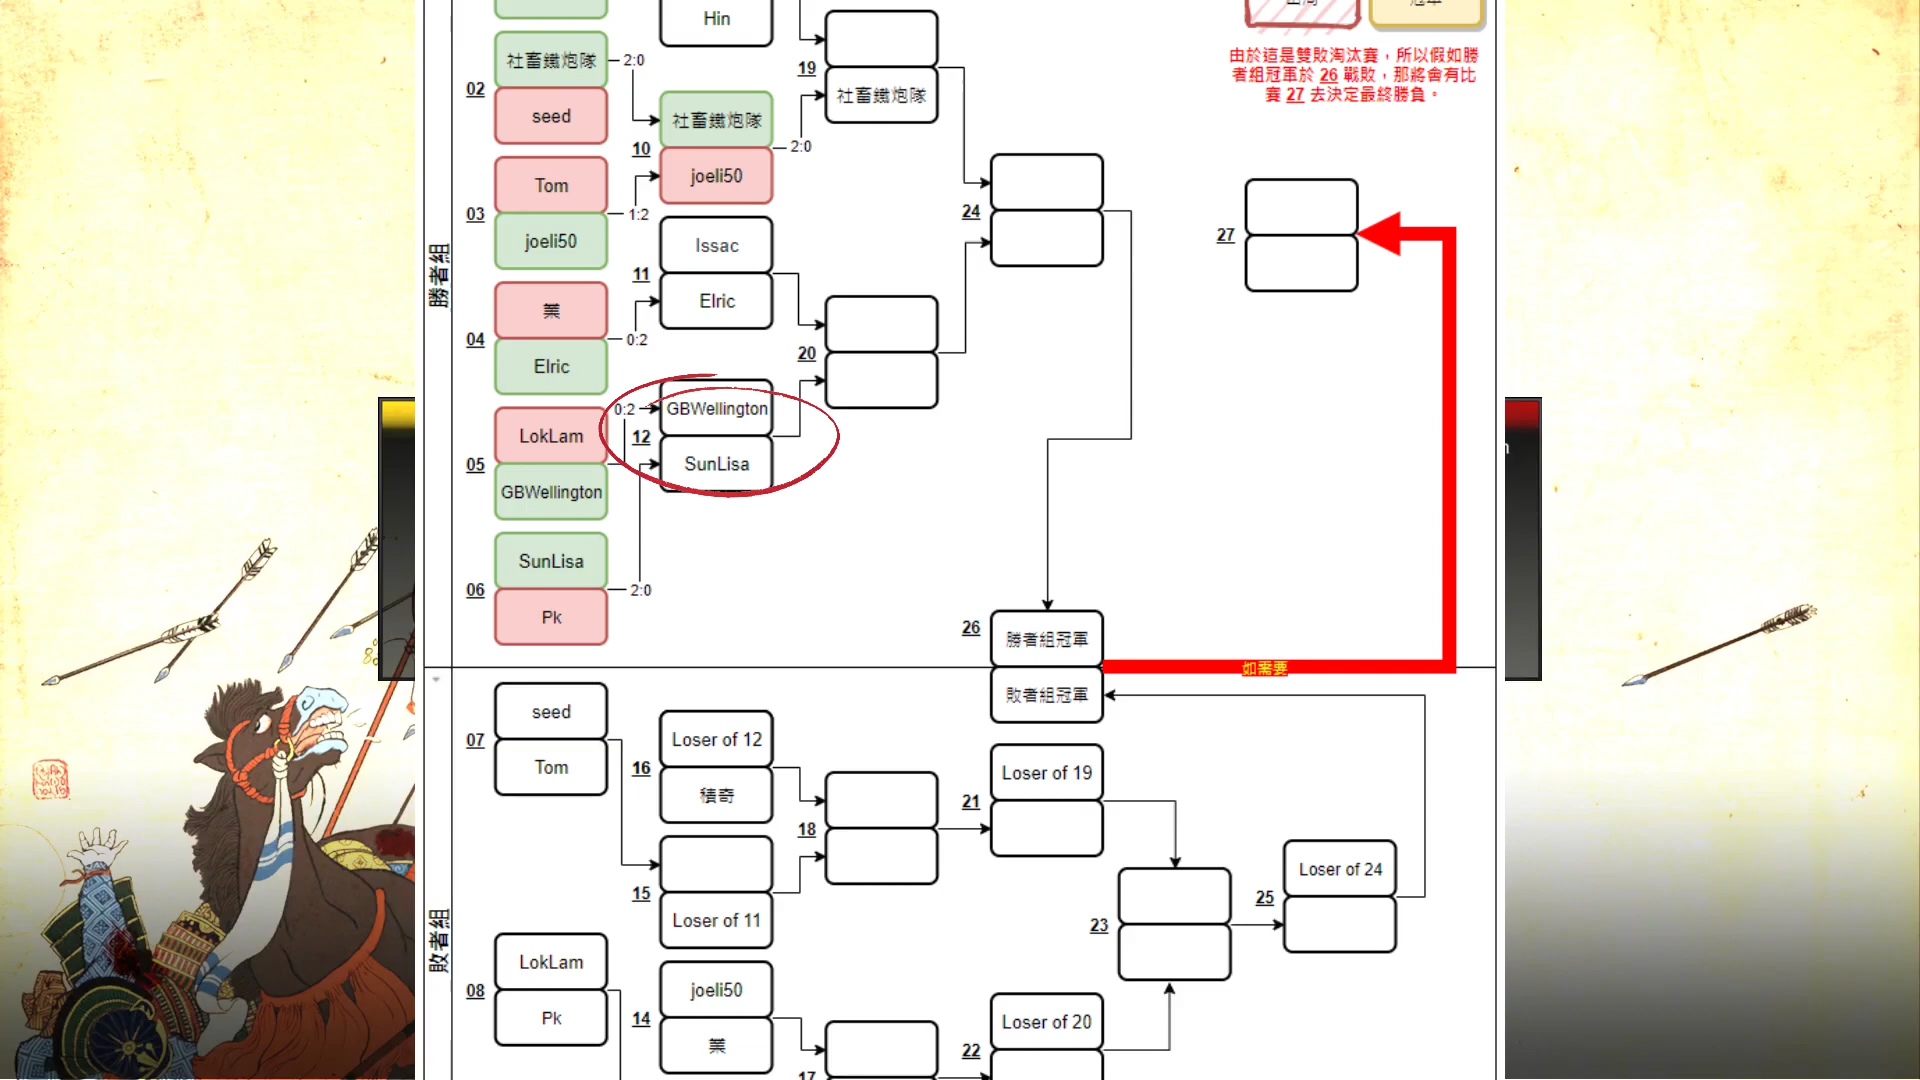 Hin
由於這是雙敗淘汰賽，所以假如勝
者組冠軍於 26 戰敗，那將會有比
賽 27 去決定最終勝負。
勝者組
02
社畜鐵炮隊
seed
2:0
03
Tom
joeli50
1:2
04
業
Elric
0:2
05
LokLam
GBWellington
0:2
06
SunLisa
Pk
2:0
10
社畜鐵炮隊
joeli50
2:0
11
Issac
Elric
12
GBWellington
SunLisa
19
社畜鐵炮隊
20
24
27
26
勝者組冠軍
敗者組冠軍
如需要
敗者組
07
seed
Tom
08
LokLam
Pk
16
Loser of 12
積奇
15
Loser of 11
14
joeli50
業
18
17
21
Loser of 19
22
Loser of 20
23
25
Loser of 24